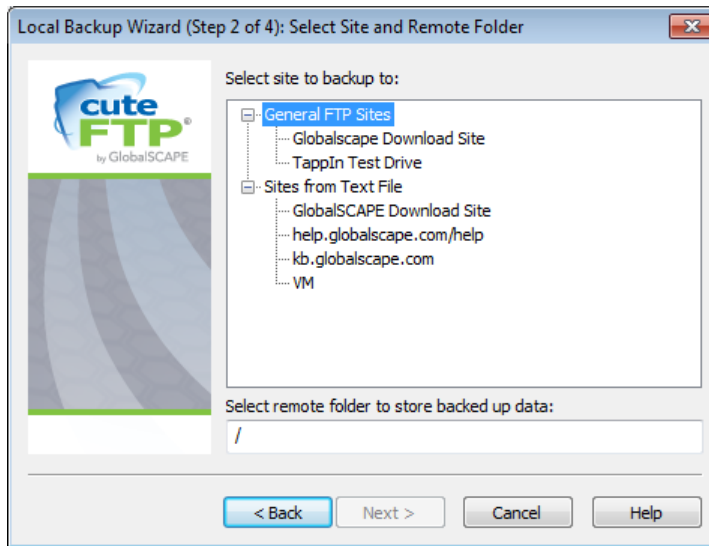 Local Backup Wizard (Step 2 of 4): Select Site and Remote Folder
cute
FTP®
by GlobalSCAPE
Select site to backup to:
General FTP Sites
Globalscape Download Site
TappIn Test Drive
Sites from Text File
GlobalSCAPE Download Site
help.globalscape.com/help
kb.globalscape.com
VM
Select remote folder to store backed up data:
/
< Back
Next >
Cancel
Help